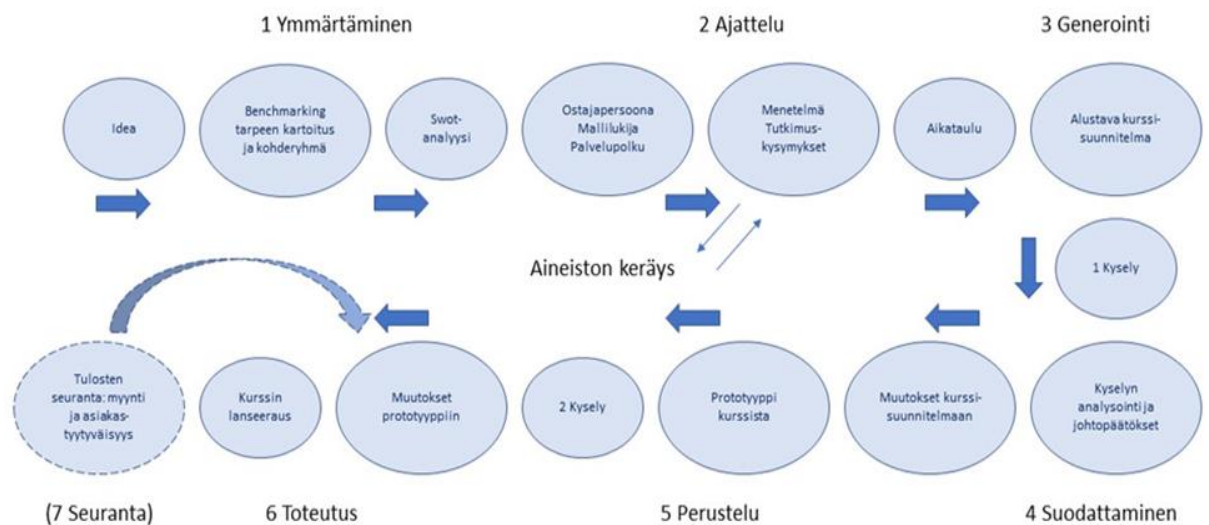 1 Ymmärtäminen
2 Ajattelu
3 Generointi
Idea
Benchmarking
tarpeen kartoitus
ja kohderyhmä
Swot-
analyysi
Ostajapersoona
Mallilukija
Palvelupolku
Menetelmä
Tutkimus-
kysymykset
Aikataulu
Alustava kurssi-
suunnitelma
1 Kysely
Aineiston keräys
Tulosten
seuranta: myynti
ja asiakas-
tyytyväisyys
Kurssin
lanseeraus
Muutokset
prototyyppiin
2 Kysely
Prototyyppi
kurssista
Muutokset kurssi-
suunnitelmaan
Kyselyn
analysointi ja
johtopäätökset
(7 Seuranta)
6 Toteutus
5 Perustelu
4 Suodattaminen